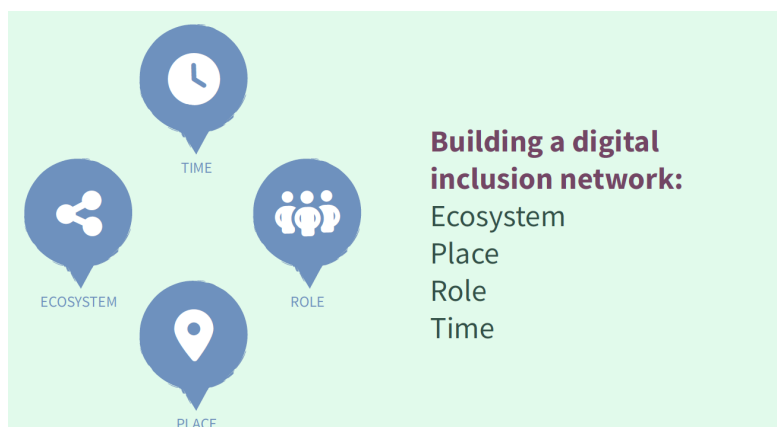 TIME
ECOSYSTEM
ROLE
PLACE
Building a digital
inclusion network:
Ecosystem
Place
Role
Time